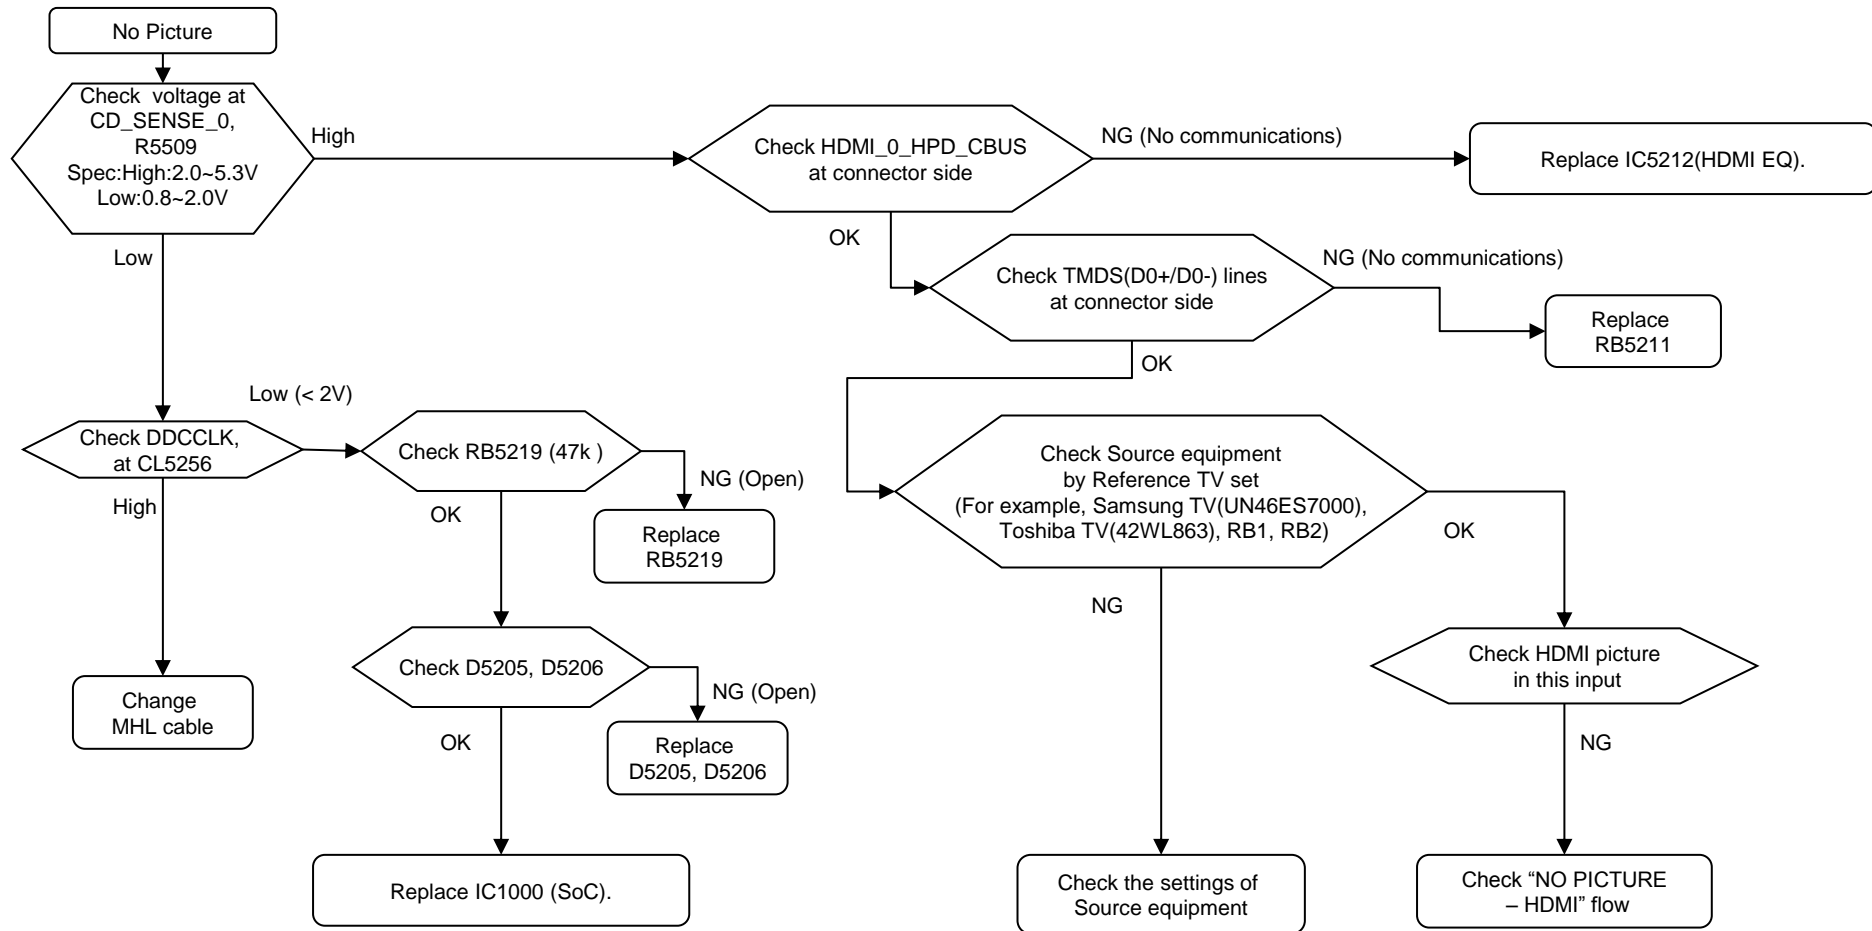 No Picture
Check voltage at
CD_SENSE_0,
R5509
Spec:High:2.0~5.3V
Low:0.8~2.0V
High
Low
Check HDMI_0_HPD_CBUS
at connector side
NG (No communications)
Replace IC5212(HDMI EQ).
OK
Check TMDS(D0+/D0-) lines
at connector side
NG (No communications)
Replace
RB5211
OK
Low (< 2V)
Check DDCCLK,
at CL5256
High
Change
MHL cable
Check RB5219 (47k )
NG (Open)
Replace
RB5219
OK
Check D5205, D5206
NG (Open)
Replace
D5205, D5206
OK
Replace IC1000 (SoC).
Check Source equipment
by Reference TV set
(For example, Samsung TV(UN46ES7000),
Toshiba TV(42WL863), RB1, RB2)
OK
NG
Check HDMI picture
in this input
NG
Check the settings of
Source equipment
Check “NO PICTURE
– HDMI” flow